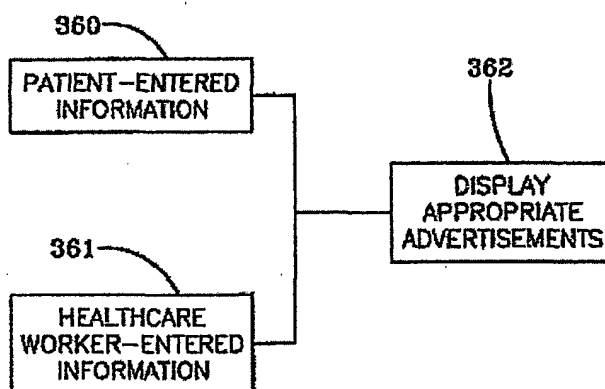 360
PATIENT-ENTERED
INFORMATION
362
DISPLAY
APPROPRIATE
ADVERTISEMENTS
361
HEALTHCARE
WORKER-ENTERED
INFORMATION